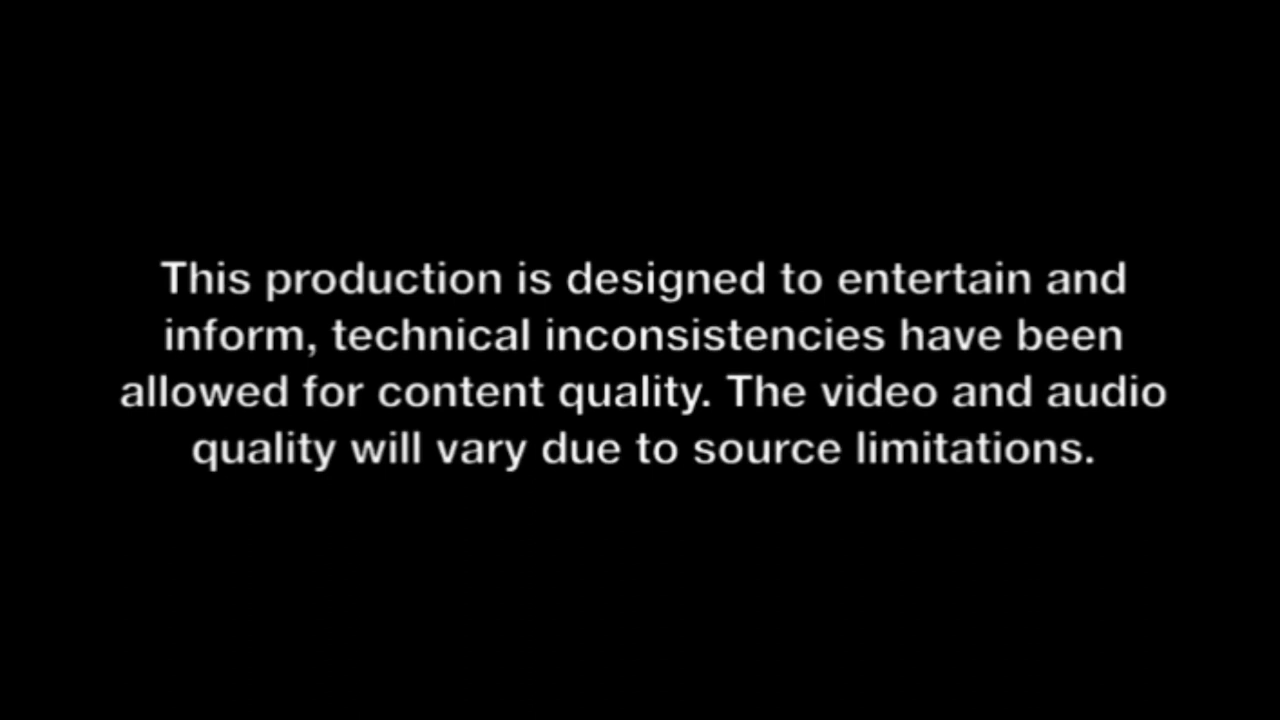 This production is designed to entertain and
inform, technical inconsistencies have been
allowed for content quality. The video and audio
quality will vary due to source limitations.